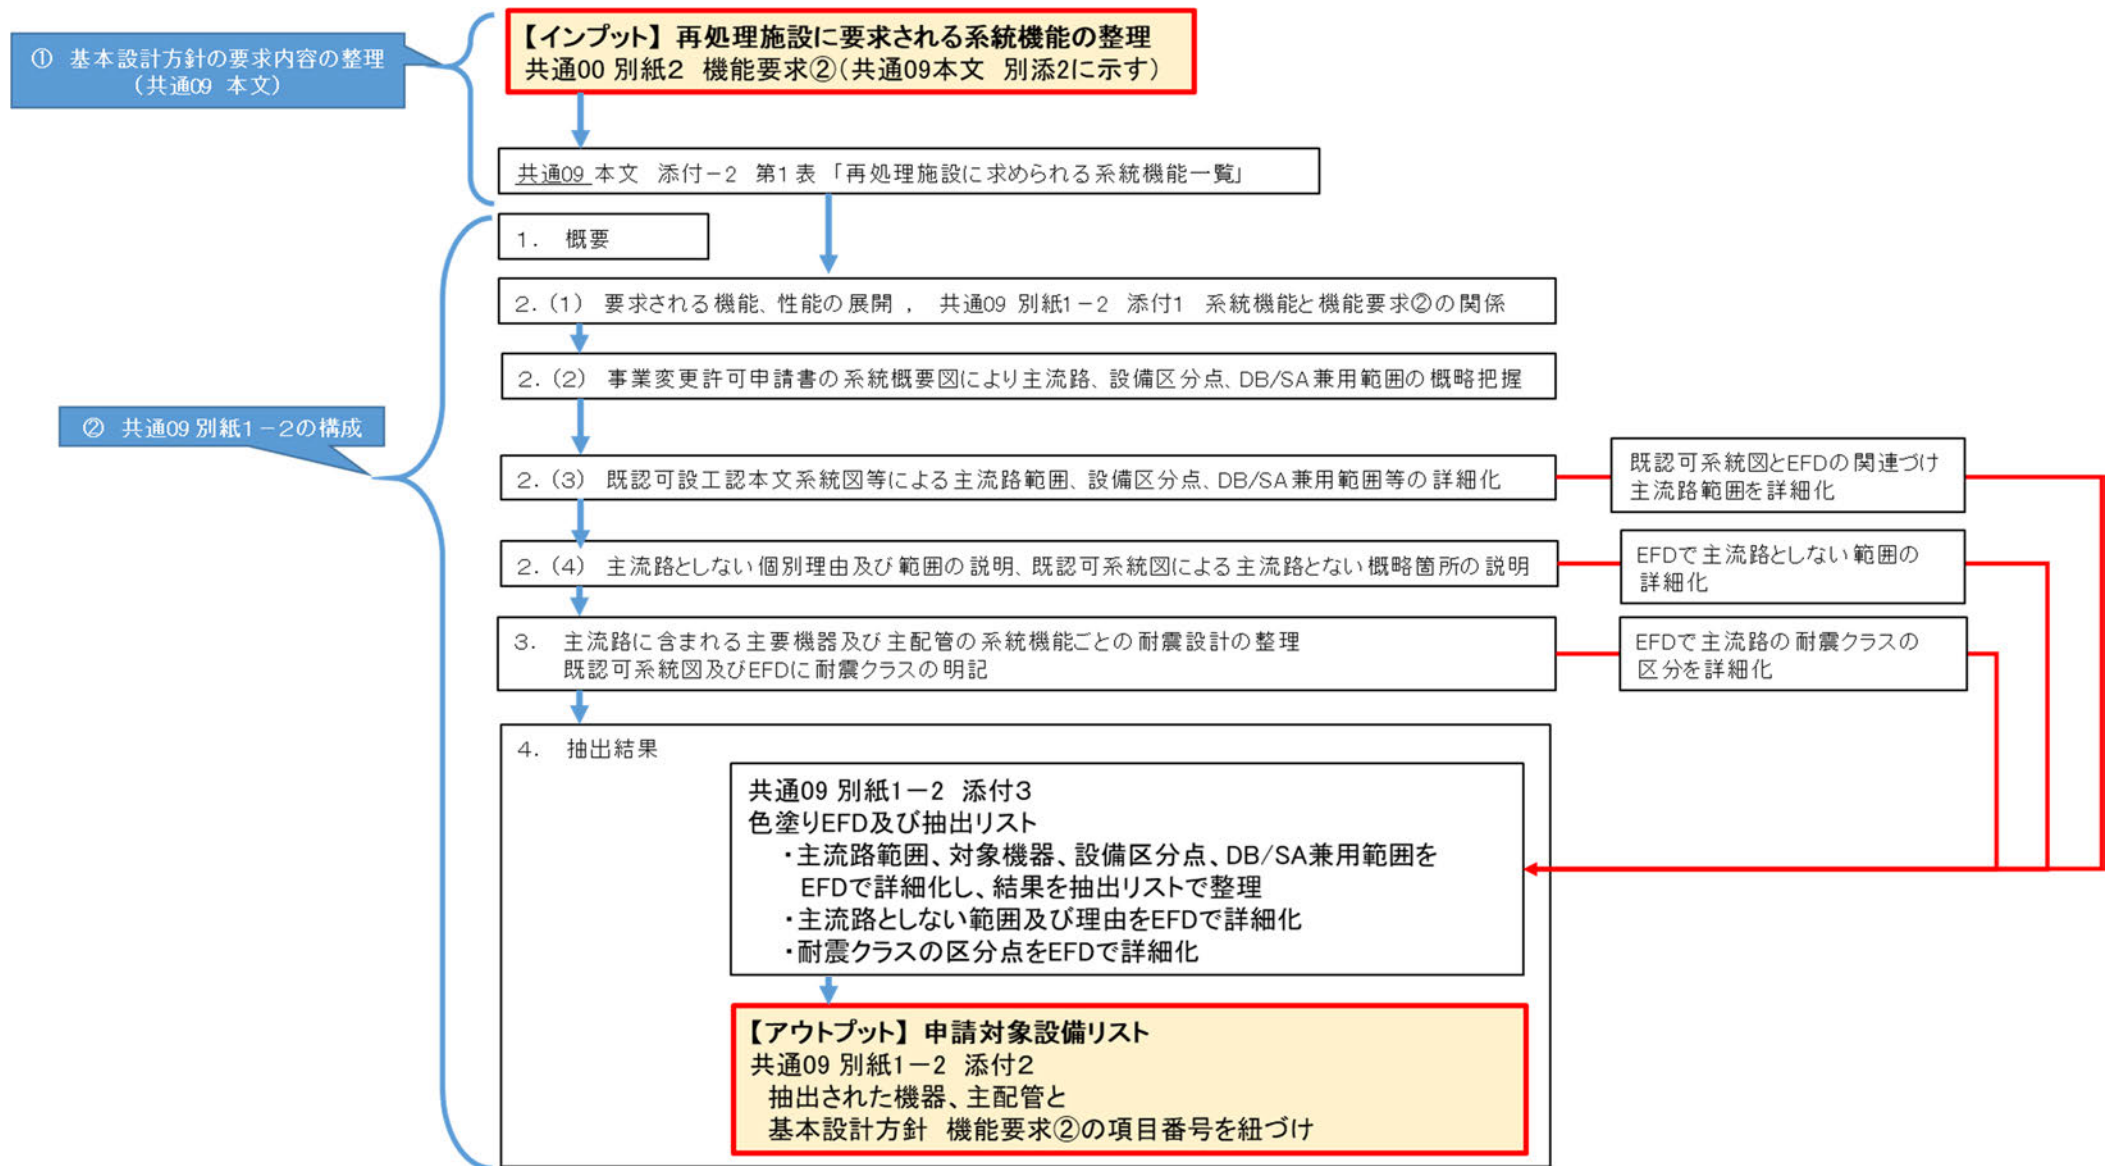 ① 基本設計方針の要求内容の整理
(共通09 本文)
【インプット】再処理施設に要求される系統機能の整理
共通00 別紙2 機能要求②(共通09本文 別添2に示す)
共通09 本文 添付-2 第1表 「再処理施設に求められる系統機能一覧」
1. 概要
2. (1) 要求される機能、性能の展開 , 共通09 別紙1-2 添付1 系統機能と機能要求②の関係
2. (2) 事業変更許可申請書の系統概要図により主流路、設備区分点、DB/SA兼用範囲の概略把握
② 共通09 別紙1-2の構成
2. (3) 既認可設工認本文系統図等による主流路範囲、設備区分点、DB/SA兼用範囲等の詳細化
既認可系統図とEFDの関連づけ
主流路範囲を詳細化
2. (4) 主流路としない個別理由及び範囲の説明、既認可系統図による主流路とない概略箇所の説明
EFDで主流路としない範囲の
詳細化
3. 主流路に含まれる主要機器及び主配管の系統機能ごとの耐震設計の整理
既認可系統図及びEFDに耐震クラスの明記
EFDで主流路の耐震クラスの
区分を詳細化
4. 抽出結果
共通09 別紙1-2 添付3
色塗りEFD及び抽出リスト
・主流路範囲、対象機器、設備区分点、DB/SA兼用範囲を
EFDで詳細化し、結果を抽出リストで整理
・主流路としない範囲及び理由をEFDで詳細化
・耐震クラスの区分点をEFDで詳細化
【アウトプット】申請対象設備リスト
共通09 別紙1-2 添付2
抽出された機器、主配管と
基本設計方針 機能要求②の項目番号を紐づけ